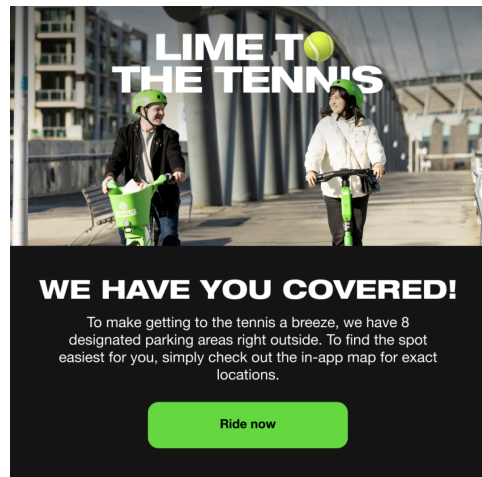 LIME TO
THE TENNIS
WE HAVE YOU COVERED!
To make getting to the tennis a breeze, we have 8
designated parking areas right outside. To find the spot
easiest for you, simply check out the in-app map for exact
locations.
Ride now